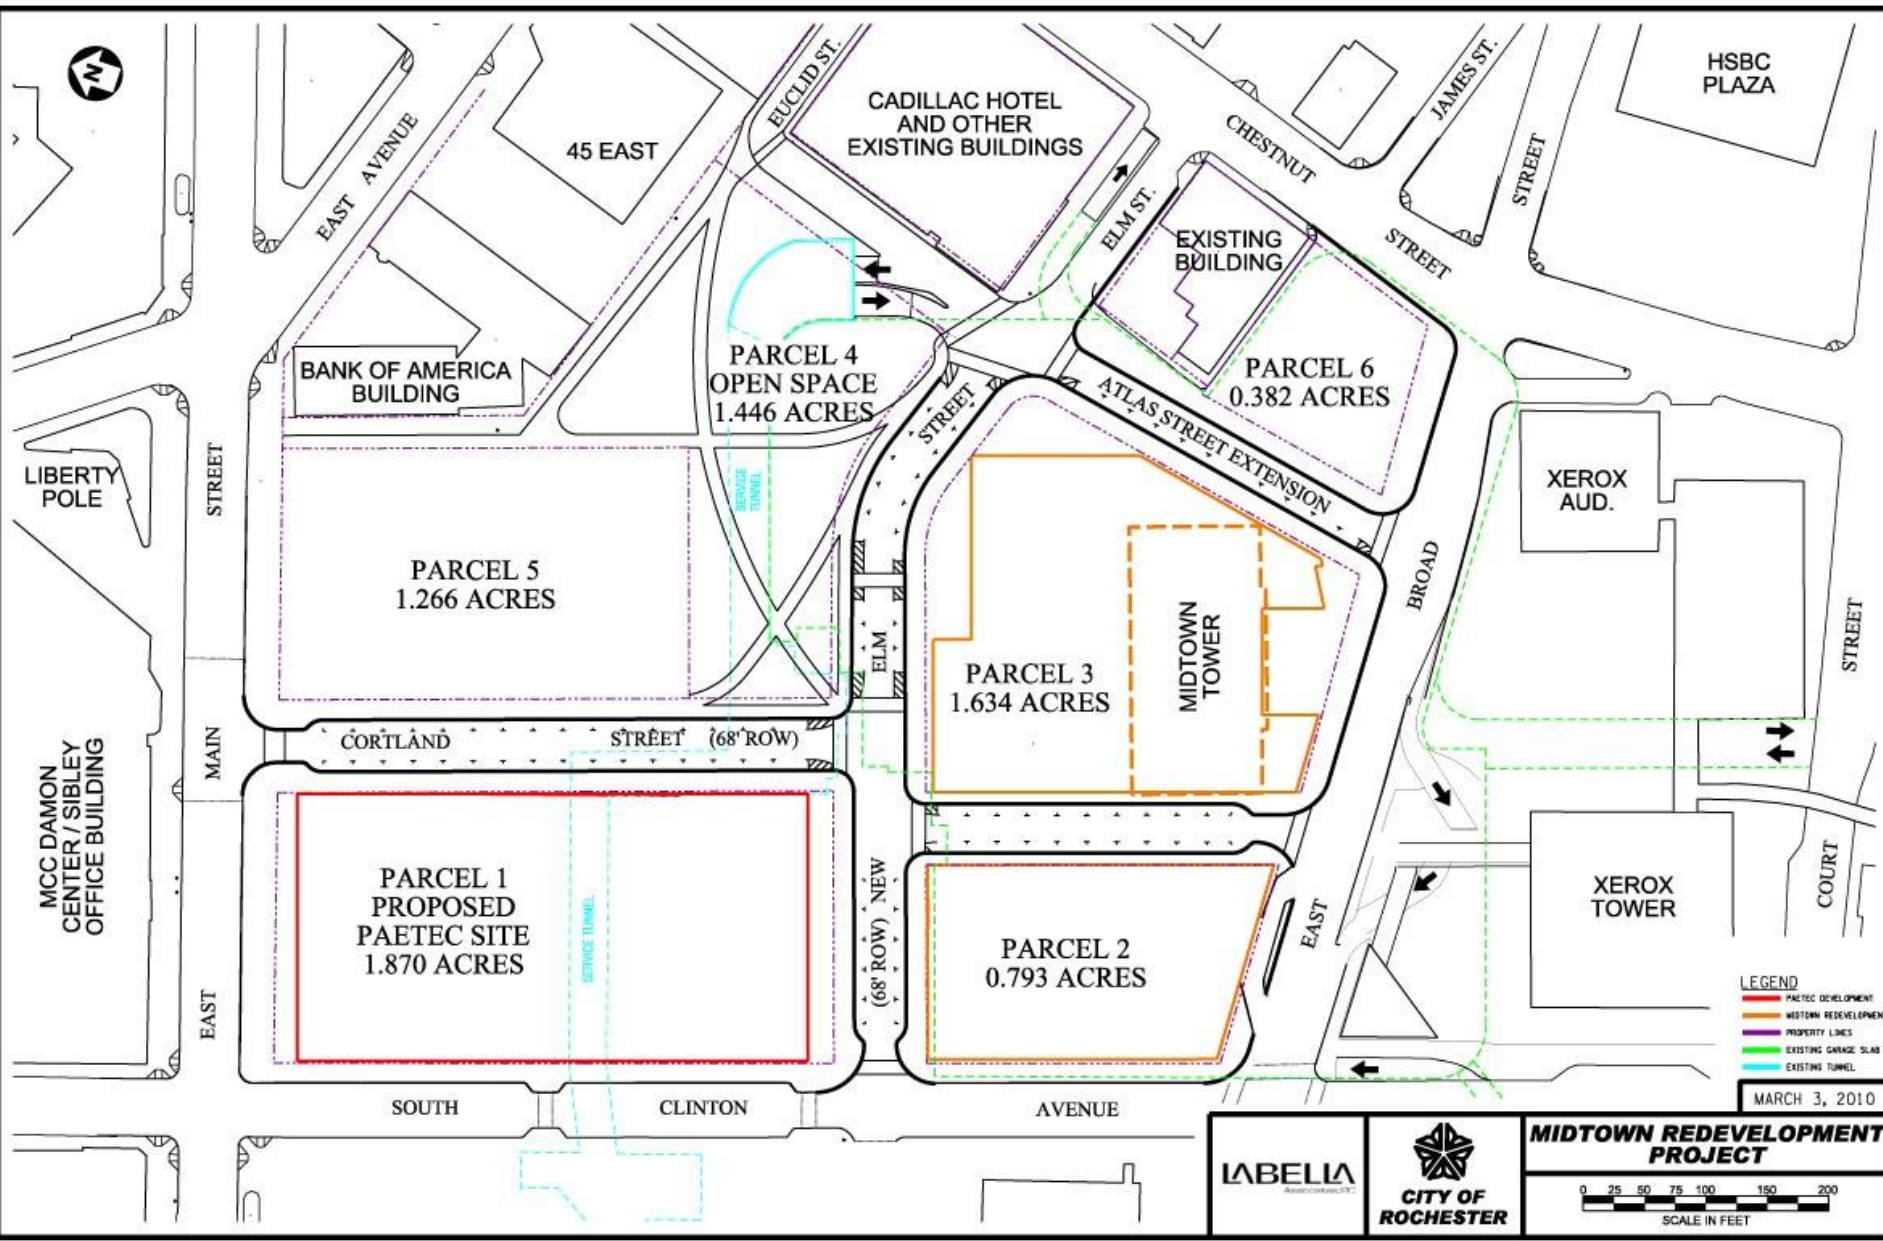 N
EUCLID ST.
CADILLAC HOTEL
AND OTHER
EXISTING BUILDINGS
CHESTNUT
STREET
JAMES ST.
STREET
HSBC
PLAZA
EAST AVENUE
45 EAST
ELM ST.
EXISTING
BUILDING
BANK OF AMERICA
BUILDING
PARCEL 4
OPEN SPACE
1.446 ACRES
STREET
ATLAS STREET EXTENSION
PARCEL 6
0.382 ACRES
LIBERTY
POLE
STREET
SERVICE
TUNNEL
XEROX
AUD.
PARCEL 5
1.266 ACRES
ELM
PARCEL 3
1.634 ACRES
MIDTOWN
TOWER
BROAD
STREET
MAIN
CORTLAND STREET (68' ROW)
MCC DAMON
CENTER / SIBLEY
OFFICE BUILDING
PARCEL 1
PROPOSED
PAETEC SITE
1.870 ACRES
SERVICE TUNNEL
(68' ROW) NEW
PARCEL 2
0.793 ACRES
EAST
XEROX
TOWER
COURT
EAST
SOUTH CLINTON AVENUE
LEGEND
PAETEC DEVELOPMENT
MIDTOWN REDEVELOPMEN
PROPERTY LINES
EXISTING GARAGE SLAB
EXISTING TUNNEL
MARCH 3, 2010
LABELLA
Associates, P.C.
CITY OF
ROCHESTER
MIDTOWN REDEVELOPMENT
PROJECT
0 25 50 75 100 150 200
SCALE IN FEET